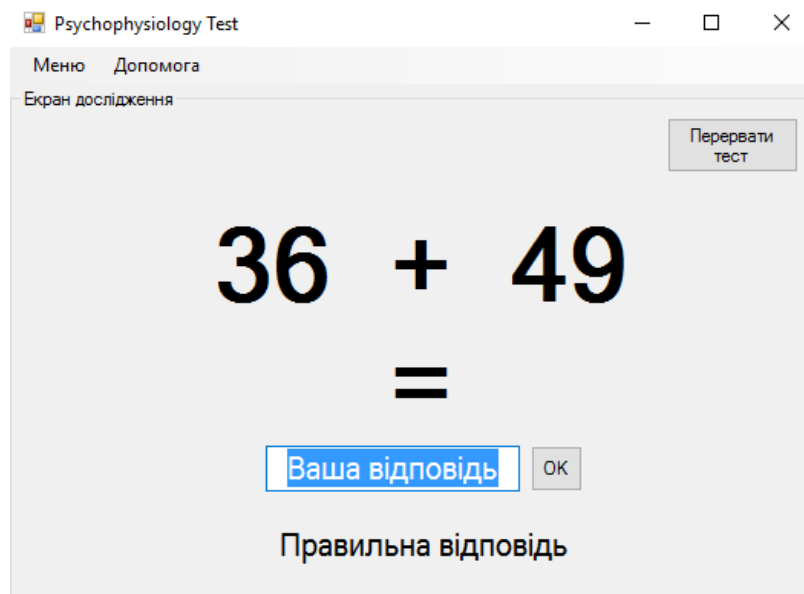 Psychophysiology Test
Меню Допомога
Екран дослідження
Перервати
тест
36 + 49
=
Ваша відповідь OK
Правильна відповідь